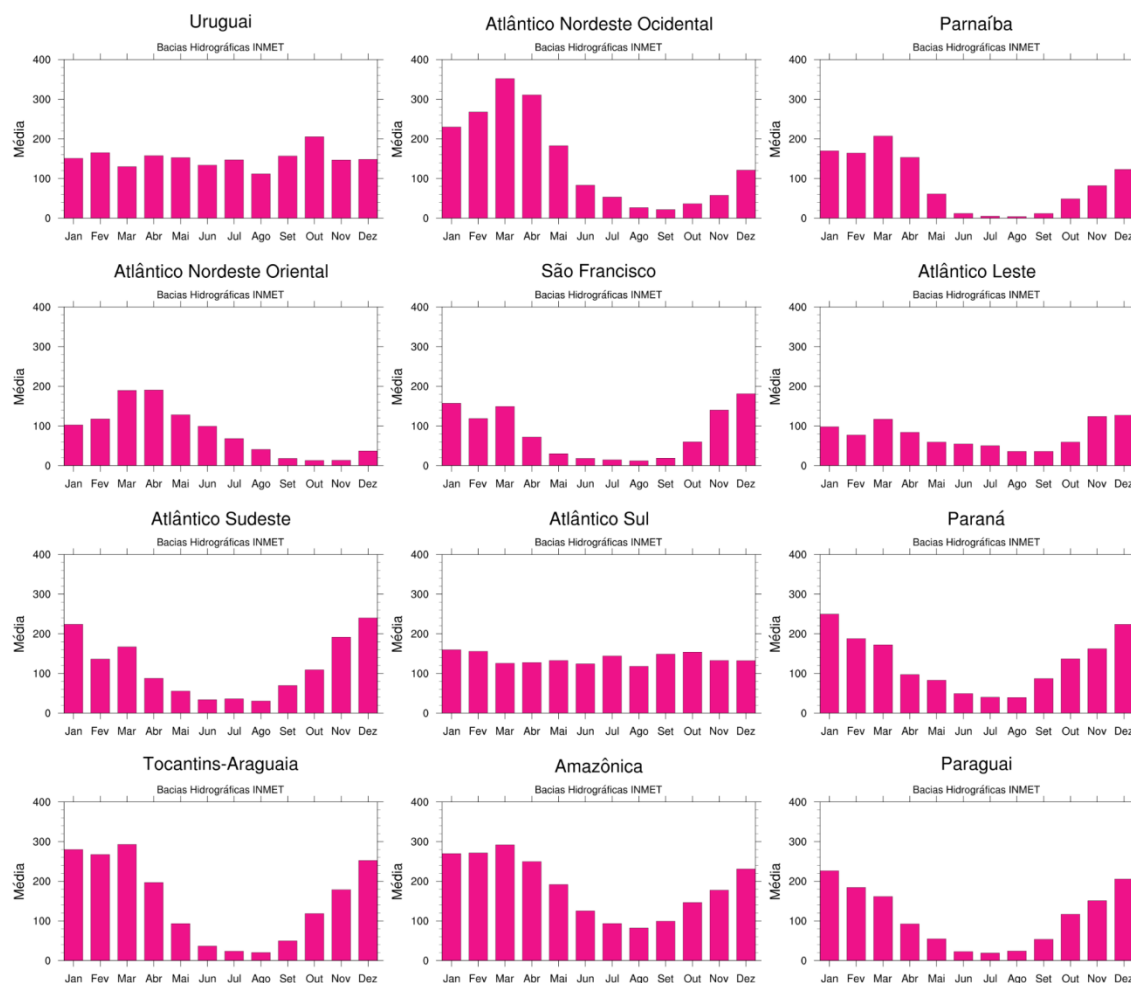 Uruguai
Bacias Hidrográficas INMET
400
300
200
100
0
Média
Jan Fev Mar Abr Mai Jun Jul Ago Set Out Nov Dez
Atlântico Nordeste Ocidental
Bacias Hidrográficas INMET
400
300
200
100
0
Média
Jan Fev Mar Abr Mai Jun Jul Ago Set Out Nov Dez
Parnaíba
Bacias Hidrográficas INMET
400
300
200
100
0
Média
Jan Fev Mar Abr Mai Jun Jul Ago Set Out Nov Dez
Atlântico Nordeste Oriental
Bacias Hidrográficas INMET
400
300
200
100
0
Média
Jan Fev Mar Abr Mai Jun Jul Ago Set Out Nov Dez
São Francisco
Bacias Hidrográficas INMET
400
300
200
100
0
Média
Jan Fev Mar Abr Mai Jun Jul Ago Set Out Nov Dez
Atlântico Leste
Bacias Hidrográficas INMET
400
300
200
100
0
Média
Jan Fev Mar Abr Mai Jun Jul Ago Set Out Nov Dez
Atlântico Sudeste
Bacias Hidrográficas INMET
400
300
200
100
0
Média
Jan Fev Mar Abr Mai Jun Jul Ago Set Out Nov Dez
Atlântico Sul
Bacias Hidrográficas INMET
400
300
200
100
0
Média
Jan Fev Mar Abr Mai Jun Jul Ago Set Out Nov Dez
Paraná
Bacias Hidrográficas INMET
400
300
200
100
0
Média
Jan Fev Mar Abr Mai Jun Jul Ago Set Out Nov Dez
Tocantins-Araguaia
Bacias Hidrográficas INMET
400
300
200
100
0
Média
Jan Fev Mar Abr Mai Jun Jul Ago Set Out Nov Dez
Amazônica
Bacias Hidrográficas INMET
400
300
200
100
0
Média
Jan Fev Mar Abr Mai Jun Jul Ago Set Out Nov Dez
Paraguai
Bacias Hidrográficas INMET
400
300
200
100
0
Média
Jan Fev Mar Abr Mai Jun Jul Ago Set Out Nov Dez